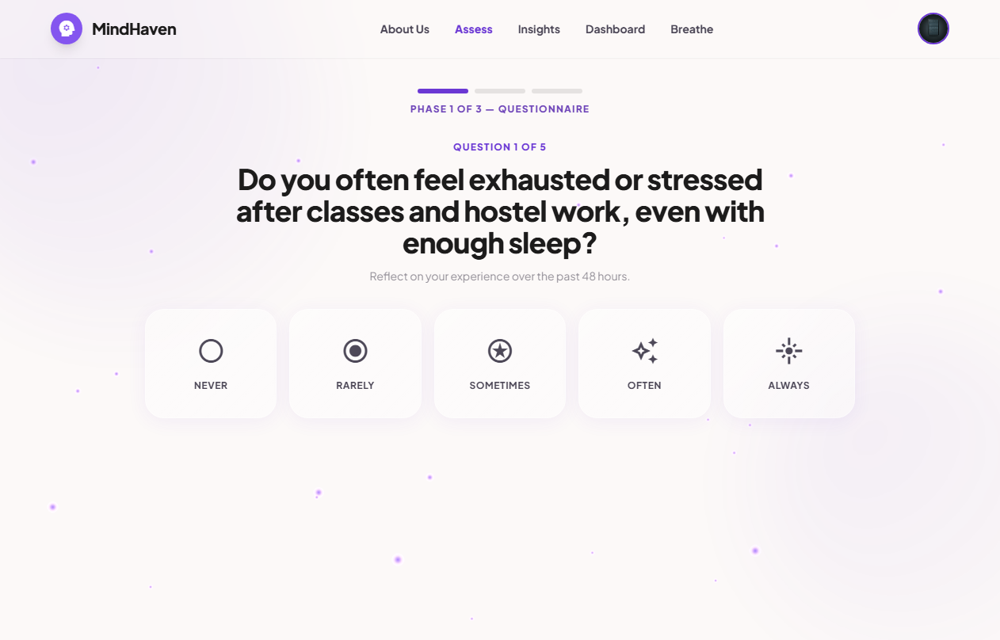 MindHaven
About Us Assess Insights Dashboard Breathe
PHASE 1 OF 3 — QUESTIONNAIRE
QUESTION 1 OF 5
Do you often feel exhausted or stressed
after classes and hostel work, even with
enough sleep?
Reflect on your experience over the past 48 hours.
NEVER RARELY SOMETIMES OFTEN ALWAYS